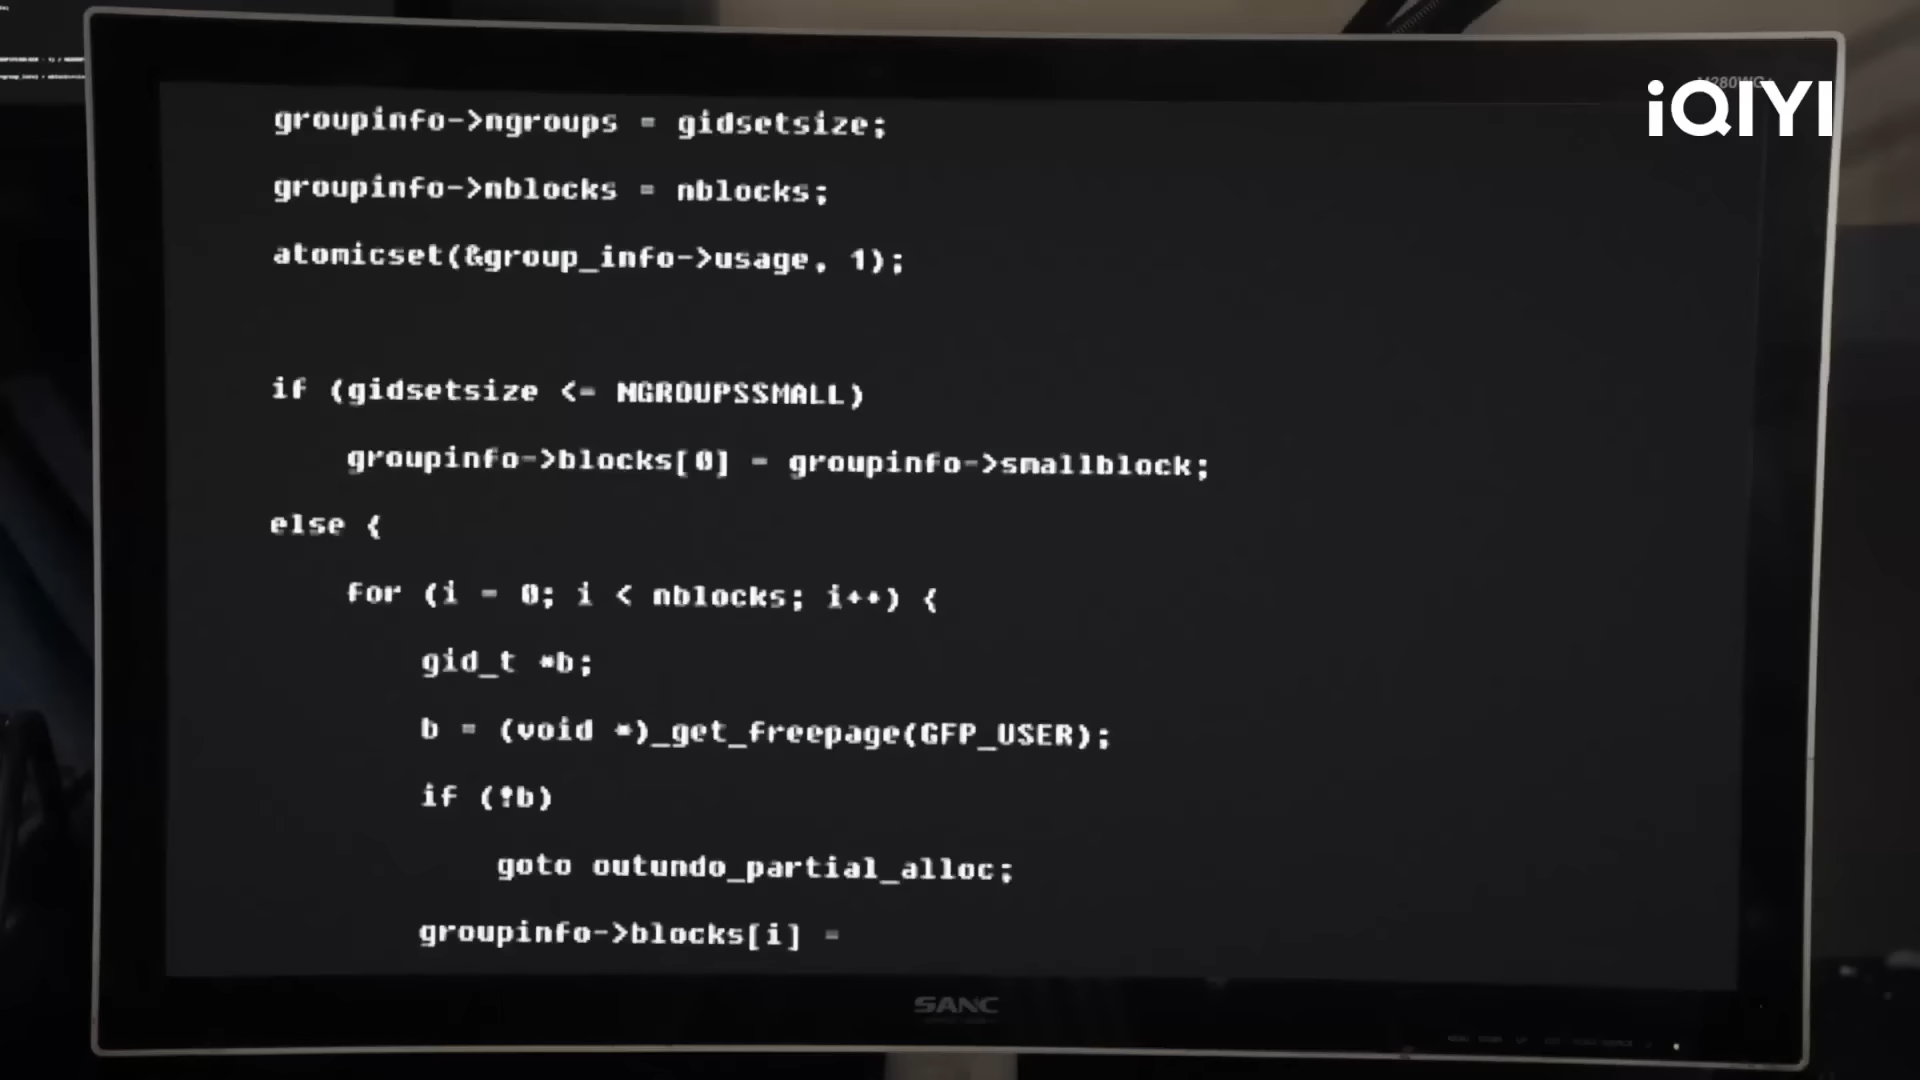 M280WG+
iQIYI
groupinfo->ngroups = gidsetsize;
groupinfo->nblocks = nblocks;
atomicset(&group_info->usage, 1);
if (gidsetsize <= NGROUPSSMALL)
groupinfo->blocks[0] = groupinfo->smallblock;
else {
for (i = 0; i < nblocks; i++) {
gid_t *b;
b = (void *)_get_freepage(GFP_USER);
if (!b)
goto outundo_partial_alloc;
groupinfo->blocks[i] =
SANC